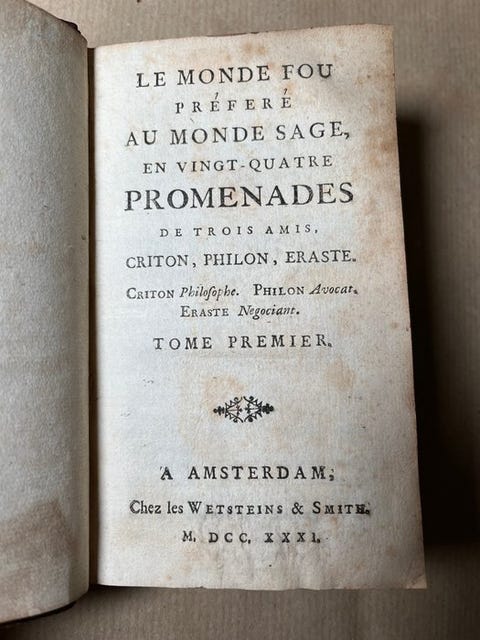 LE MONDE FOU
PRÉFERÉ
AU MONDE SAGE,
EN VINGT-QUATRE
PROMENADES
DE TROIS AMIS,
CRITON, PHILON, ERASTE.
CRITON Philoſophe. PHILON Avocat.
ERASTE Negociant.
TOME PREMIER.
A AMSTERDAM,
Chez les WETSTEINS & SMITH.
M. DCC. XXXI.